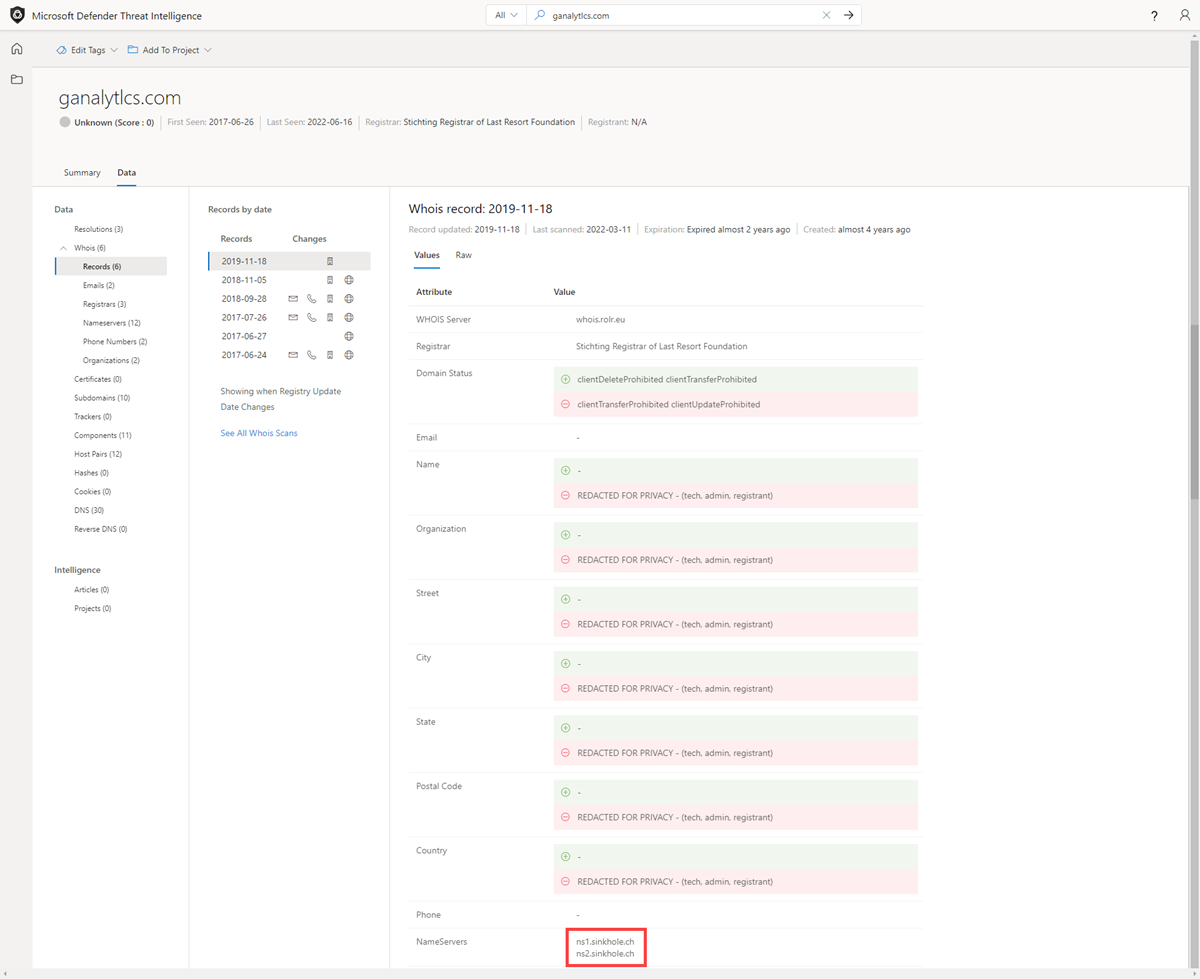 Microsoft Defender Threat Intelligence
All
ganalytlcs.com
?
Edit Tags
Add To Project
ganalytlcs.com
Unknown (Score : 0)
First Seen: 2017-06-26
Last Seen: 2022-06-16
Registrar: Stichting Registrar of Last Resort Foundation
Registrant: N/A
Summary
Data
Data
Resolutions (3)
Whois (6)
Records (6)
Emails (2)
Registrars (3)
Nameservers (12)
Phone Numbers (2)
Organizations (2)
Certificates (0)
Subdomains (10)
Trackers (0)
Components (11)
Host Pairs (12)
Hashes (0)
Cookies (0)
DNS (30)
Reverse DNS (0)
Intelligence
Articles (0)
Projects (0)
Records by date
Records Changes
2019-11-18
2018-11-05
2018-09-28
2017-07-26
2017-06-27
2017-06-24
Showing when Registry Update
Date Changes
See All Whois Scans
Whois record: 2019-11-18
Record updated: 2019-11-18
Last scanned: 2022-03-11
Expiration: Expired almost 2 years ago
Created: almost 4 years ago
Values
Raw
Attribute Value
WHOIS Server whois.rolr.eu
Registrar Stichting Registrar of Last Resort Foundation
Domain Status clientDeleteProhibited clientTransferProhibited
clientTransferProhibited clientUpdateProhibited
Email -
Name -
REDACTED FOR PRIVACY - (tech, admin, registrant)
Organization -
REDACTED FOR PRIVACY - (tech, admin, registrant)
Street -
REDACTED FOR PRIVACY - (tech, admin, registrant)
City -
REDACTED FOR PRIVACY - (tech, admin, registrant)
State -
REDACTED FOR PRIVACY - (tech, admin, registrant)
Postal Code -
REDACTED FOR PRIVACY - (tech, admin, registrant)
Country -
REDACTED FOR PRIVACY - (tech, admin, registrant)
Phone -
NameServers ns1.sinkhole.ch
ns2.sinkhole.ch